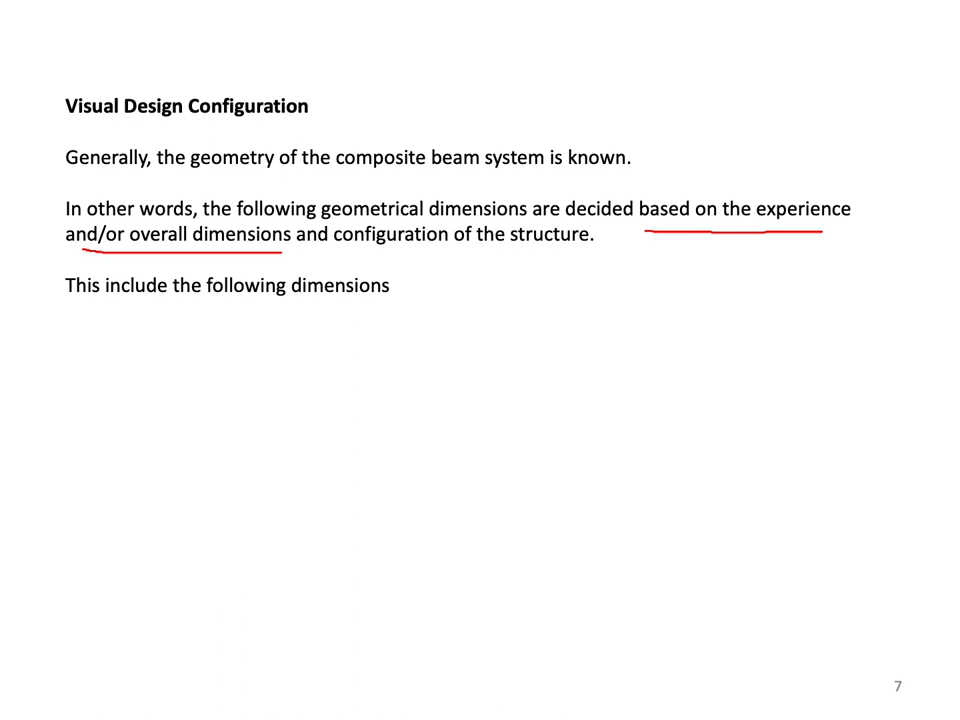 Visual Design Configuration
Generally, the geometry of the composite beam system is known.
In other words, the following geometrical dimensions are decided based on the experience
and/or overall dimensions and configuration of the structure.
This include the following dimensions
7